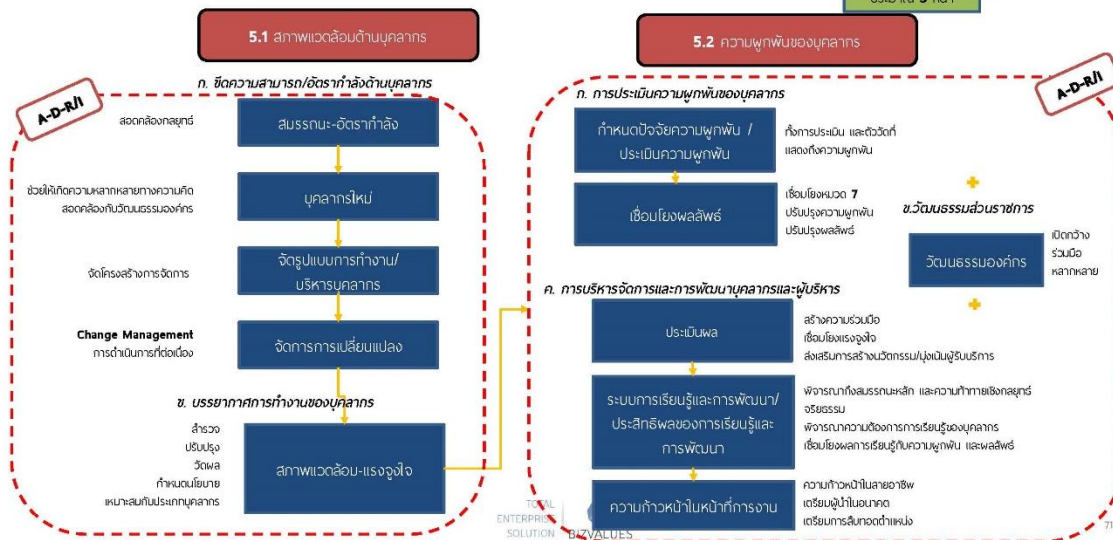 ประมาณ 5 หน้า
5.1 สภาพแวดล้อมด้านบุคลากร
ก. ขีดความสามารถ/อัตรากำลังด้านบุคลากร
A-D-R/I
สอดคล้องกลยุทธ์
สมรรถนะ-อัตรากำลัง
ช่วยให้เกิดความหลากหลายทางความคิด
สอดคล้องกับวัฒนธรรมองค์กร
บุคลากรใหม่
จัดโครงสร้างการจัดการ
จัดรูปแบบการทำงาน/
บริหารบุคลากร
Change Management
การดำเนินการที่ต่อเนื่อง
จัดการการเปลี่ยนแปลง
ข. บรรยากาศการทำงานของบุคลากร
สำรวจ
ปรับปรุง
วัดผล
กำหนดนโยบาย
เหมาะสมกับประเภทบุคลากร
สภาพแวดล้อม-แรงจูงใจ
5.2 ความผูกพันของบุคลากร
A-D-R/I
ก. การประเมินความผูกพันของบุคลากร
กำหนดปัจจัยความผูกพัน /
ประเมินความผูกพัน
ทั้งการประเมิน และตัววัดที่
แสดงถึงความผูกพัน
เชื่อมโยงผลลัพธ์
เชื่อมโยงหมวด 7
ปรับปรุงความผูกพัน
ปรับปรุงผลลัพธ์
ข.วัฒนธรรมส่วนราชการ
วัฒนธรรมองค์กร
เปิดกว้าง
ร่วมมือ
หลากหลาย
ค. การบริหารจัดการและการพัฒนาบุคลากรและผู้บริหาร
ประเมินผล
สร้างความร่วมมือ
เชื่อมโยงแรงจูงใจ
ส่งเสริมการสร้างนวัตกรรม/มุ่งเน้นผู้รับบริการ
ระบบการเรียนรู้และการพัฒนา/
ประสิทธิผลของการเรียนรู้และ
การพัฒนา
พิจารณาถึงสมรรถนะหลัก และความท้าทายเชิงกลยุทธ์
จริยธรรม
พิจารณาความต้องการการเรียนรู้ของบุคลากร
เชื่อมโยงผลการเรียนรู้กับความผูกพัน และผลลัพธ์
ความก้าวหน้าในหน้าที่การงาน
ความก้าวหน้าในสายอาชีพ
เตรียมผู้นำในอนาคต
เตรียมการสืบทอดตำแหน่ง
TOTAL
ENTERPRISE
SOLUTION
BIZVALUES
71